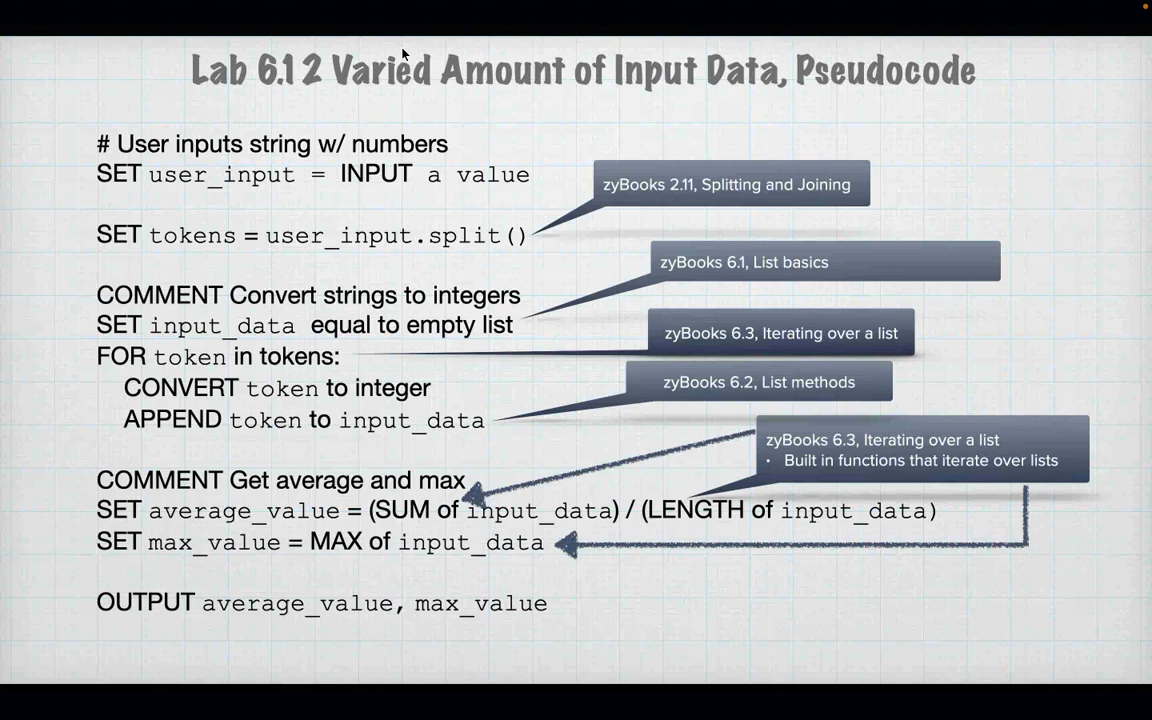 Lab 6.12 Varied Amount of Input Data, Pseudocode
# User inputs string w/ numbers
SET user_input = INPUT a value
zyBooks 2.11, Splitting and Joining
SET tokens = user_input.split()
zyBooks 6.1, List basics
COMMENT Convert strings to integers
SET input_data equal to empty list
zyBooks 6.3, Iterating over a list
FOR token in tokens:
zyBooks 6.2, List methods
CONVERT token to integer
APPEND token to input_data
zyBooks 6.3, Iterating over a list
• Built in functions that iterate over lists
COMMENT Get average and max
SET average_value = (SUM of input_data) / (LENGTH of input_data)
SET max_value = MAX of input_data
OUTPUT average_value, max_value